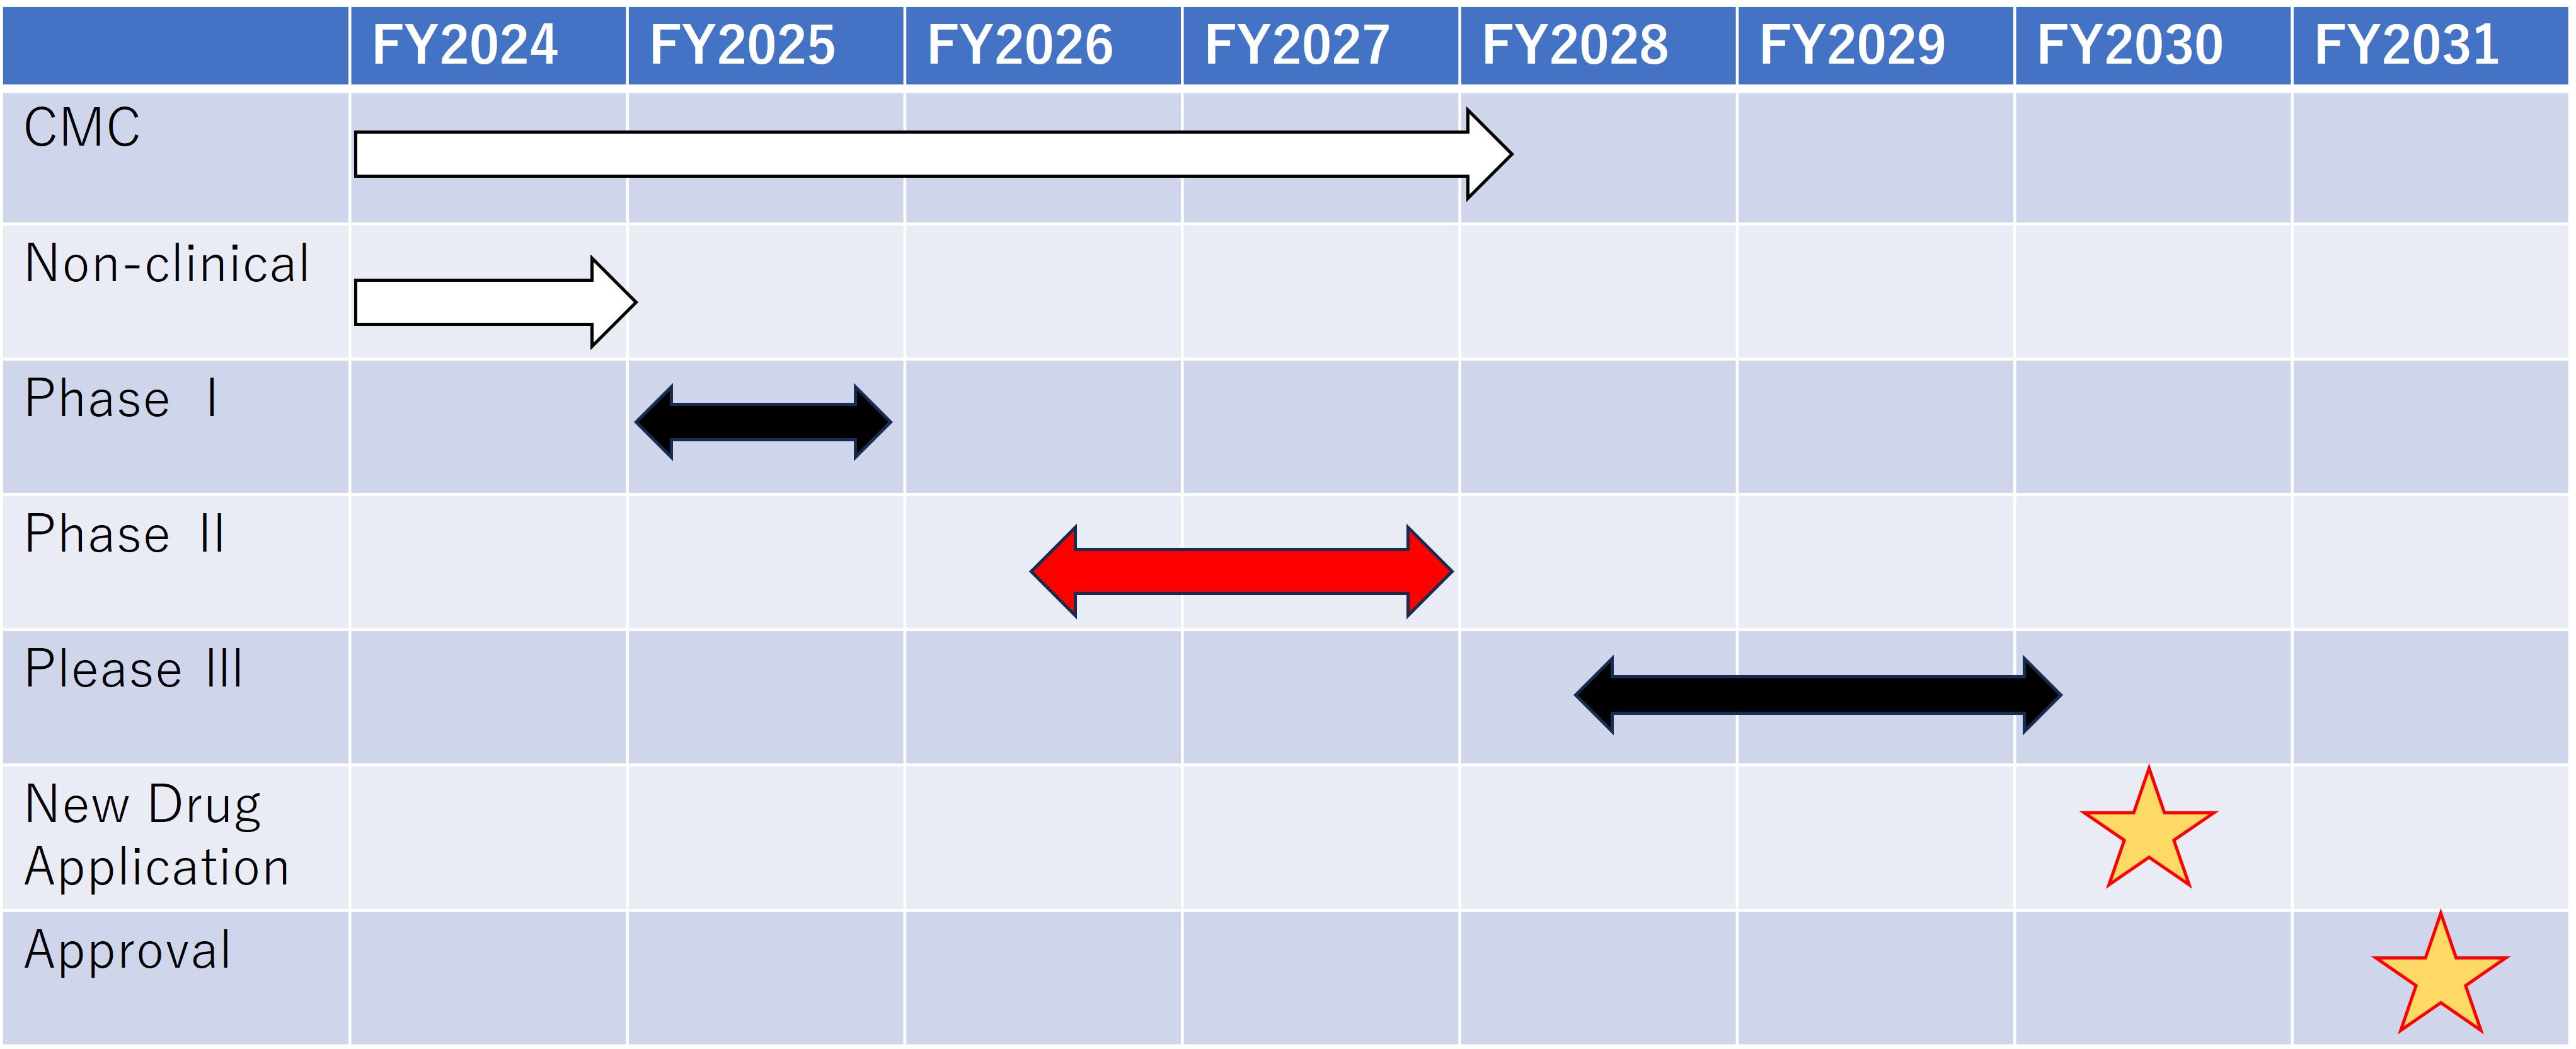 FY2024 FY2025 FY2026 FY2027 FY2028 FY2029 FY2030 FY2031
CMC
Non-clinical
Phase I
Phase II
Please III
New Drug
Application
Approval